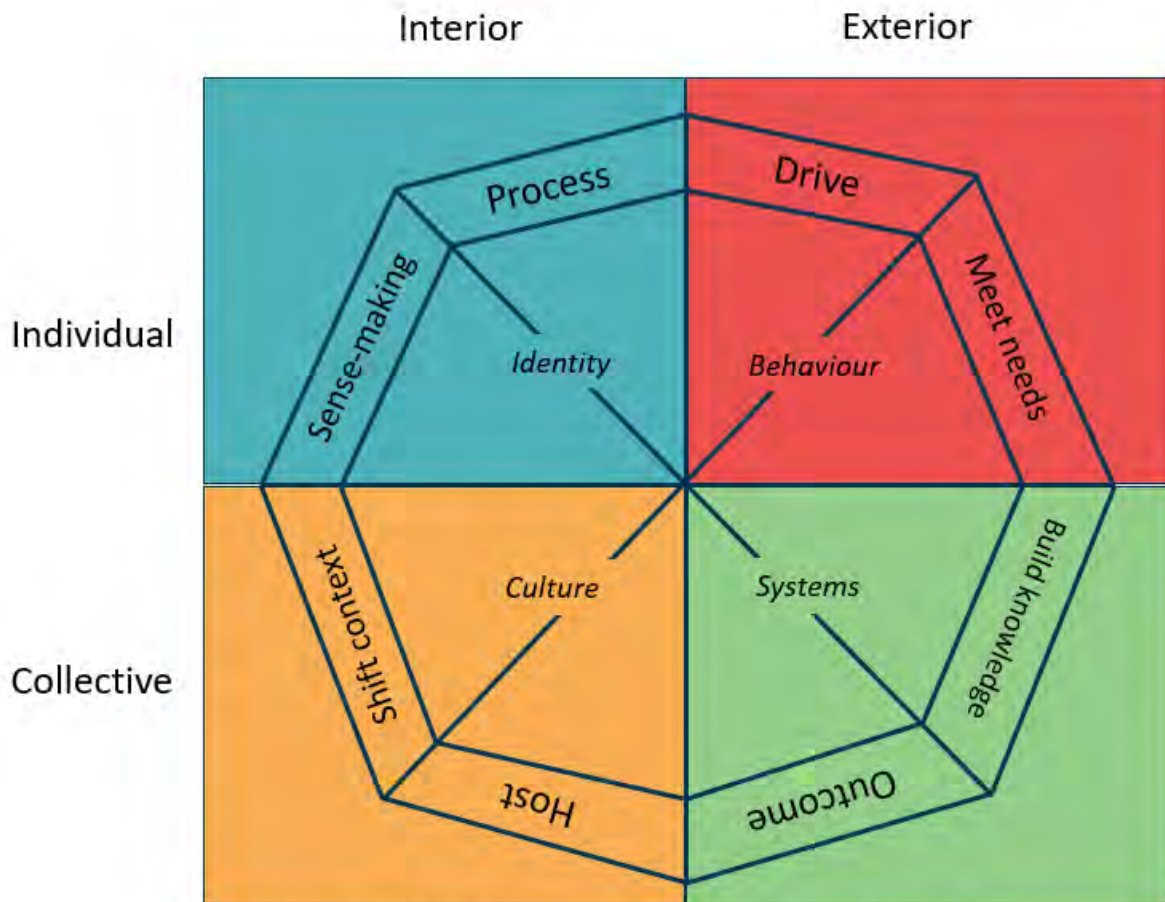 Interior
Exterior
Process
Drive
Sense-making
Meet needs
Individual
Identity
Behaviour
Culture
Systems
Shift context
Build knowledge
Collective
Host
Outcome